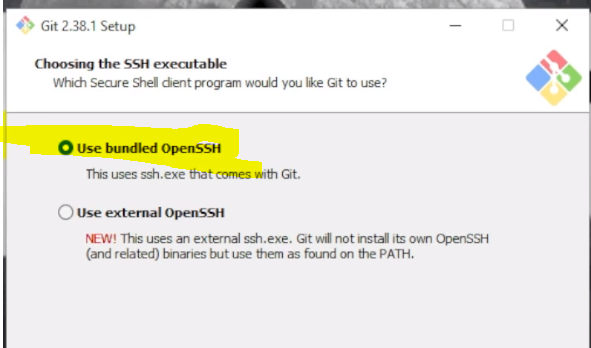 Git 2.38.1 Setup
Choosing the SSH executable
Which Secure Shell client program would you like Git to use?
Use bundled OpenSSH
This uses ssh.exe that comes with Git.
Use external OpenSSH
NEW! This uses an external ssh.exe. Git will not install its own OpenSSH
(and related) binaries but use them as found on the PATH.